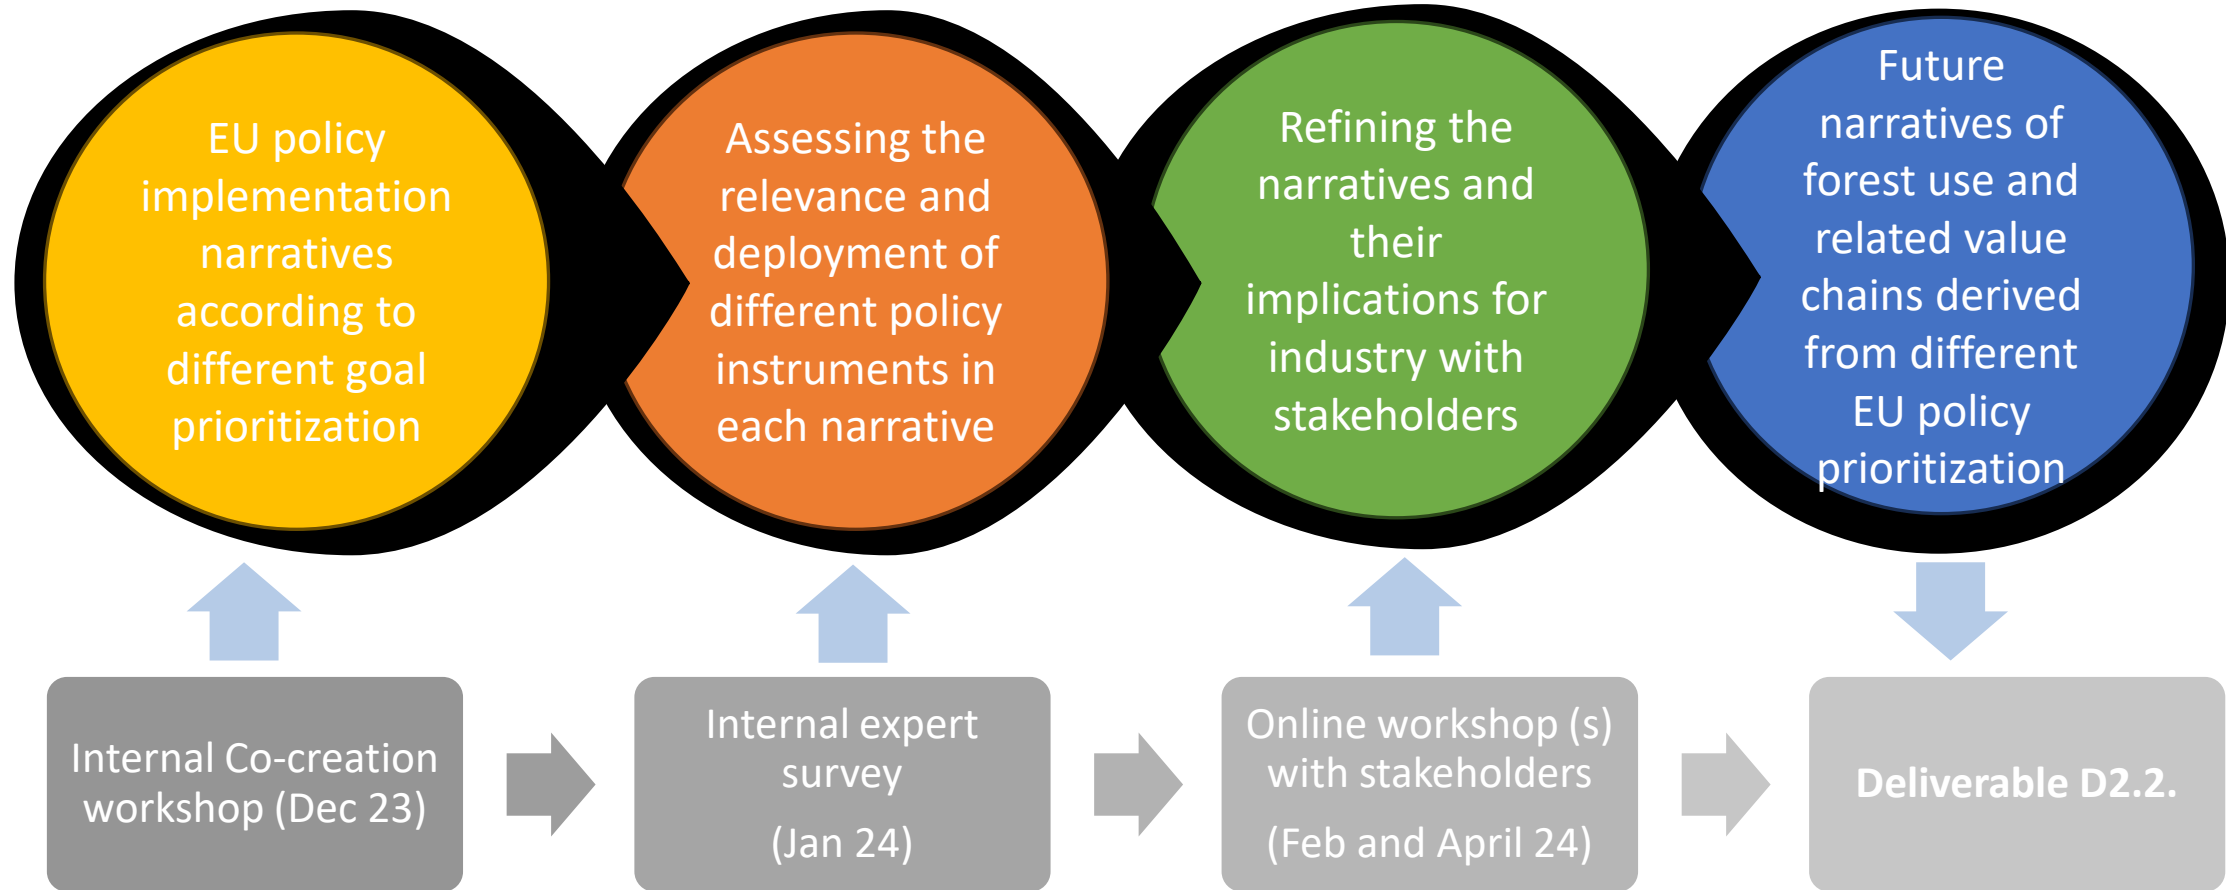 EU policy
implementation
narratives
according to
different goal
prioritization
Assessing the
relevance and
deployment of
different policy
instruments in
each narrative
Refining the
narratives and
their
implications for
industry with
stakeholders
Future
narratives of
forest use and
related value
chains derived
from different
EU policy
prioritization
Internal Co-creation
workshop (Dec 23)
Internal expert
survey
(Jan 24)
Online workshop (s)
with stakeholders
(Feb and April 24)
Deliverable D2.2.